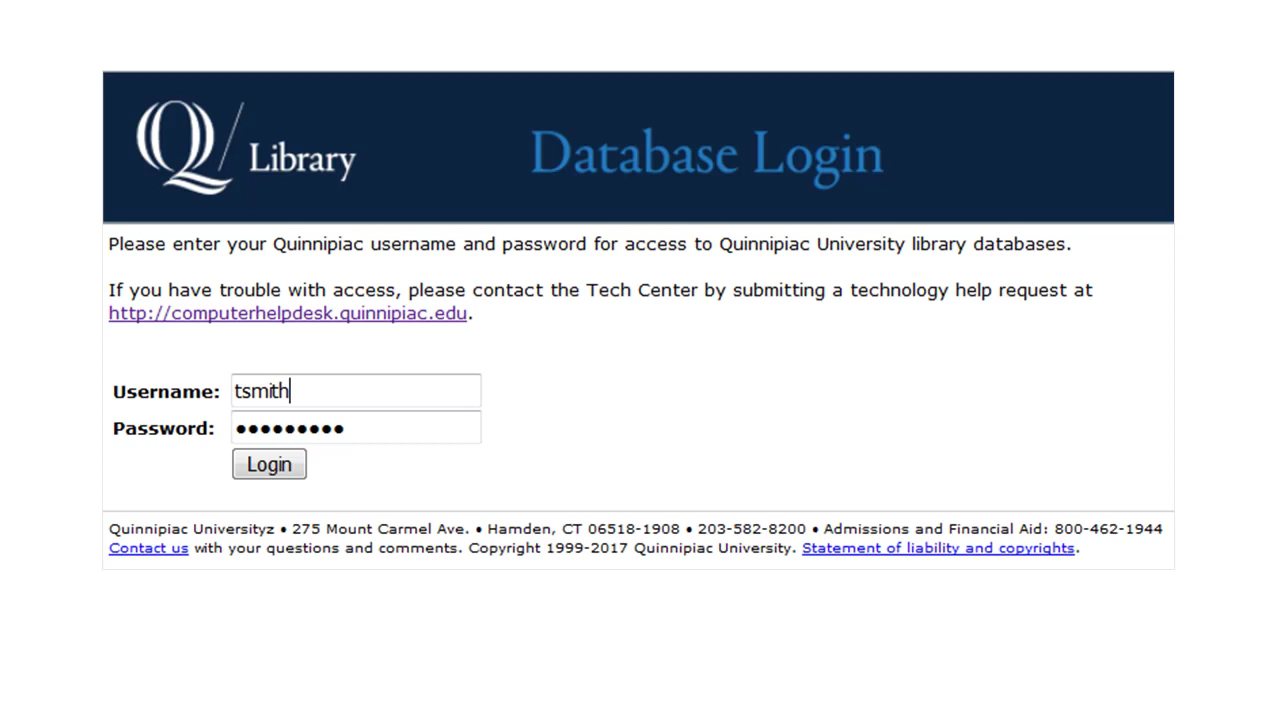 Q/ Library
Database Login
Please enter your Quinnipiac username and password for access to Quinnipiac University library databases.
If you have trouble with access, please contact the Tech Center by submitting a technology help request at
http://computerhelpdesk.quinnipiac.edu.
Username: tsmith
Password: •••••••••
Login
Quinnipiac Universityz • 275 Mount Carmel Ave. • Hamden, CT 06518-1908 • 203-582-8200 • Admissions and Financial Aid: 800-462-1944
Contact us with your questions and comments. Copyright 1999-2017 Quinnipiac University. Statement of liability and copyrights.